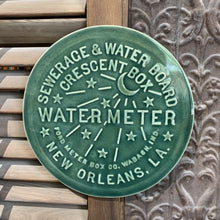 SEWERAGE & WATER BOARD
CRESCENT BOX
WATER METER
FORD METER BOX CO. WABASH, IND.
NEW ORLEANS, LA.